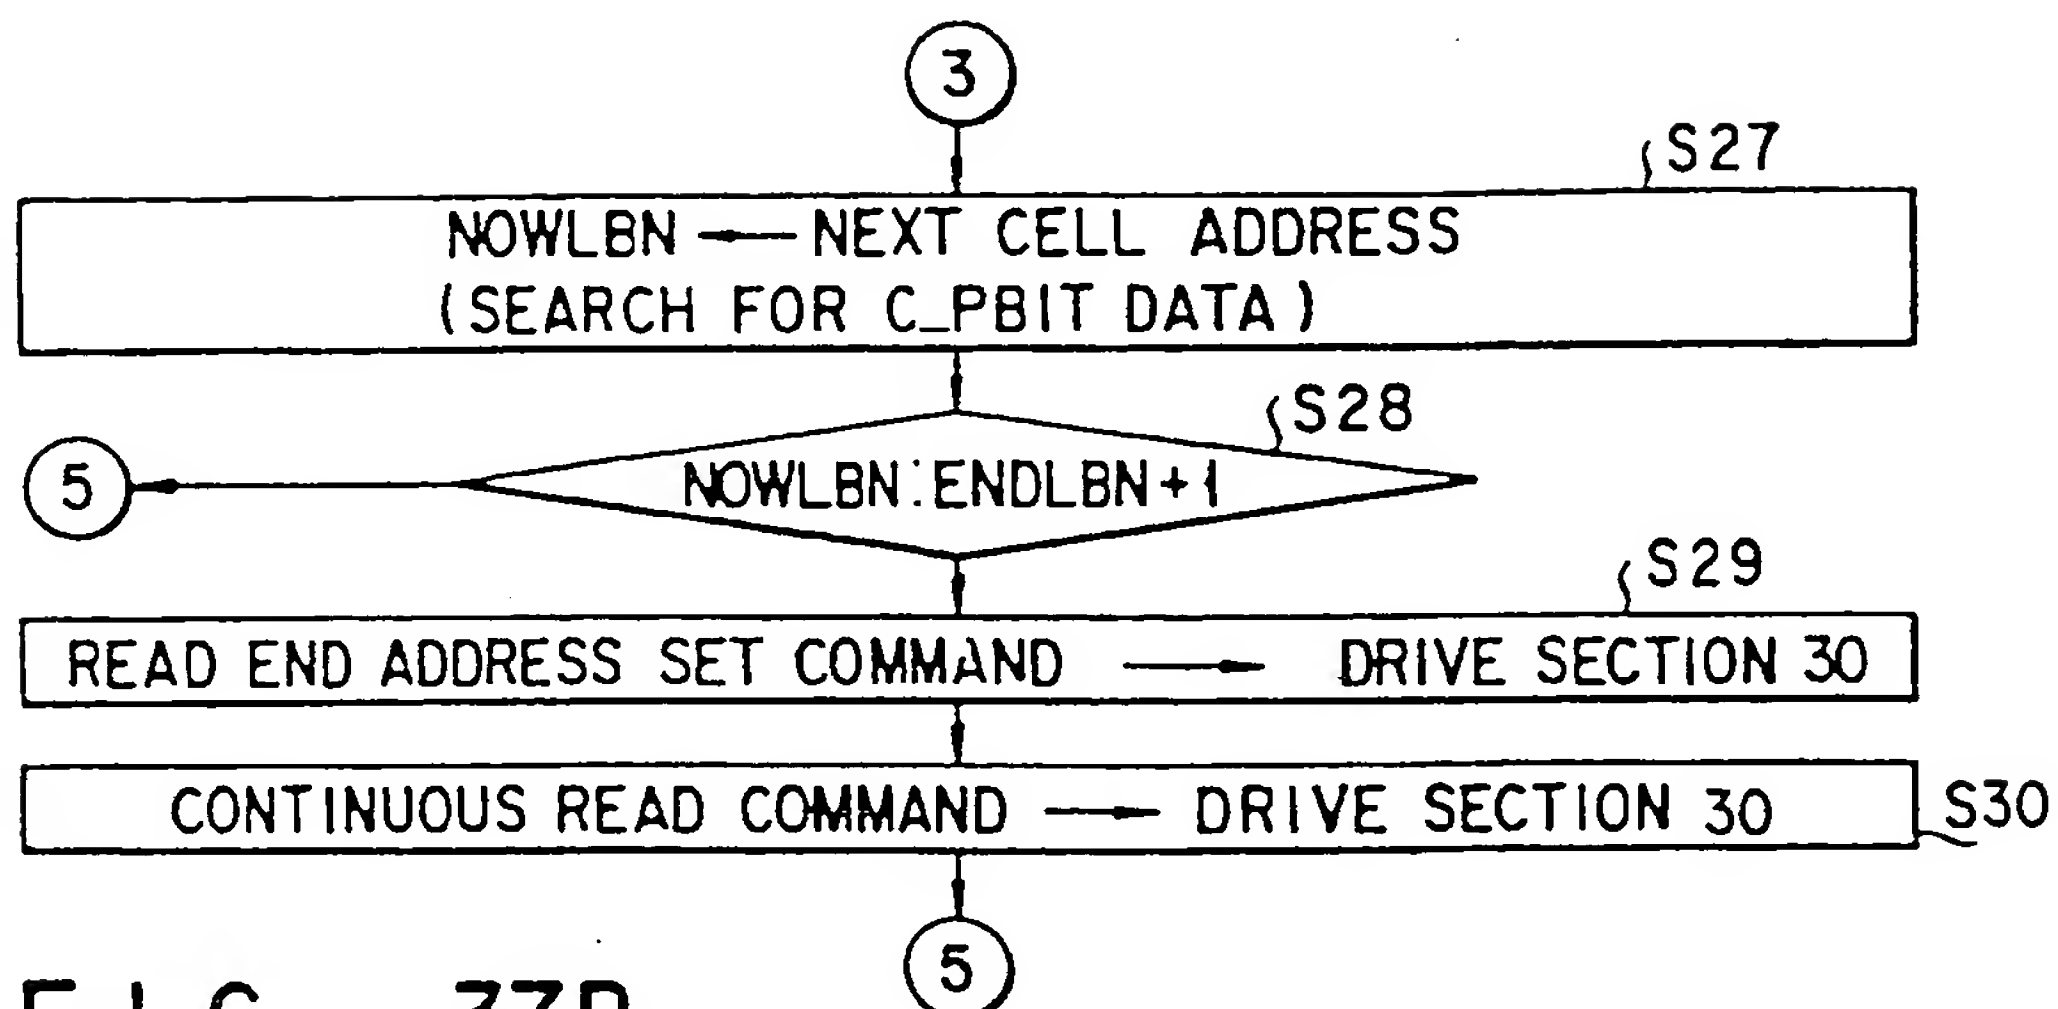 3
S27
NOWLBN ← NEXT CELL ADDRESS
(SEARCH FOR C_PBIT DATA)
S28
5
NOWLBN:ENDLBN+1
S29
READ END ADDRESS SET COMMAND → DRIVE SECTION 30
CONTINUOUS READ COMMAND → DRIVE SECTION 30
S30
5